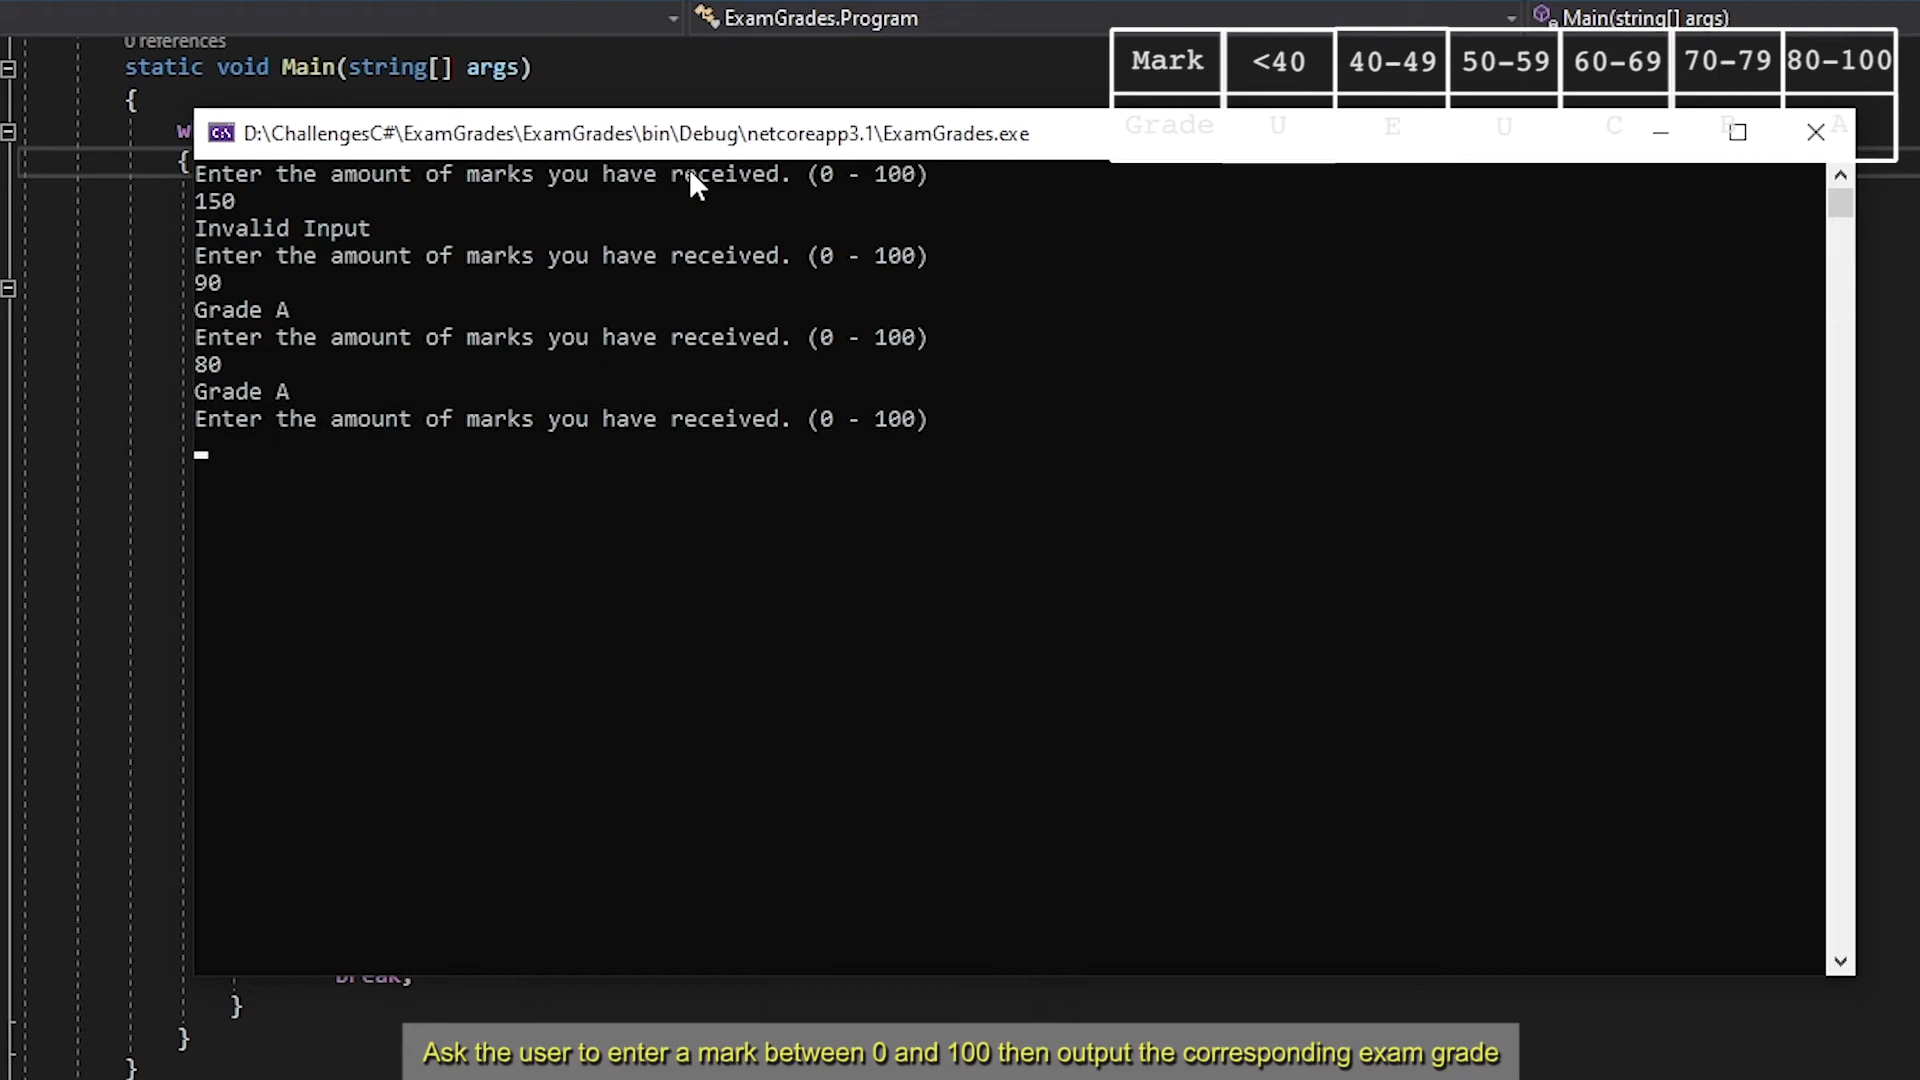 ExamGrades.Program
Main(string[] args)
0 references
static void Main(string[] args)
{
Mark <40 40-49 50-59 60-69 70-79 80-100
Grade U E U C B A
w
D:\ChallengesC#\ExamGrades\ExamGrades\bin\Debug\netcoreapp3.1\ExamGrades.exe
{
Enter the amount of marks you have received. (0 - 100)
150
Invalid Input
Enter the amount of marks you have received. (0 - 100)
90
Grade A
Enter the amount of marks you have received. (0 - 100)
80
Grade A
Enter the amount of marks you have received. (0 - 100)
break;
}
}
}
Ask the user to enter a mark between 0 and 100 then output the corresponding exam grade